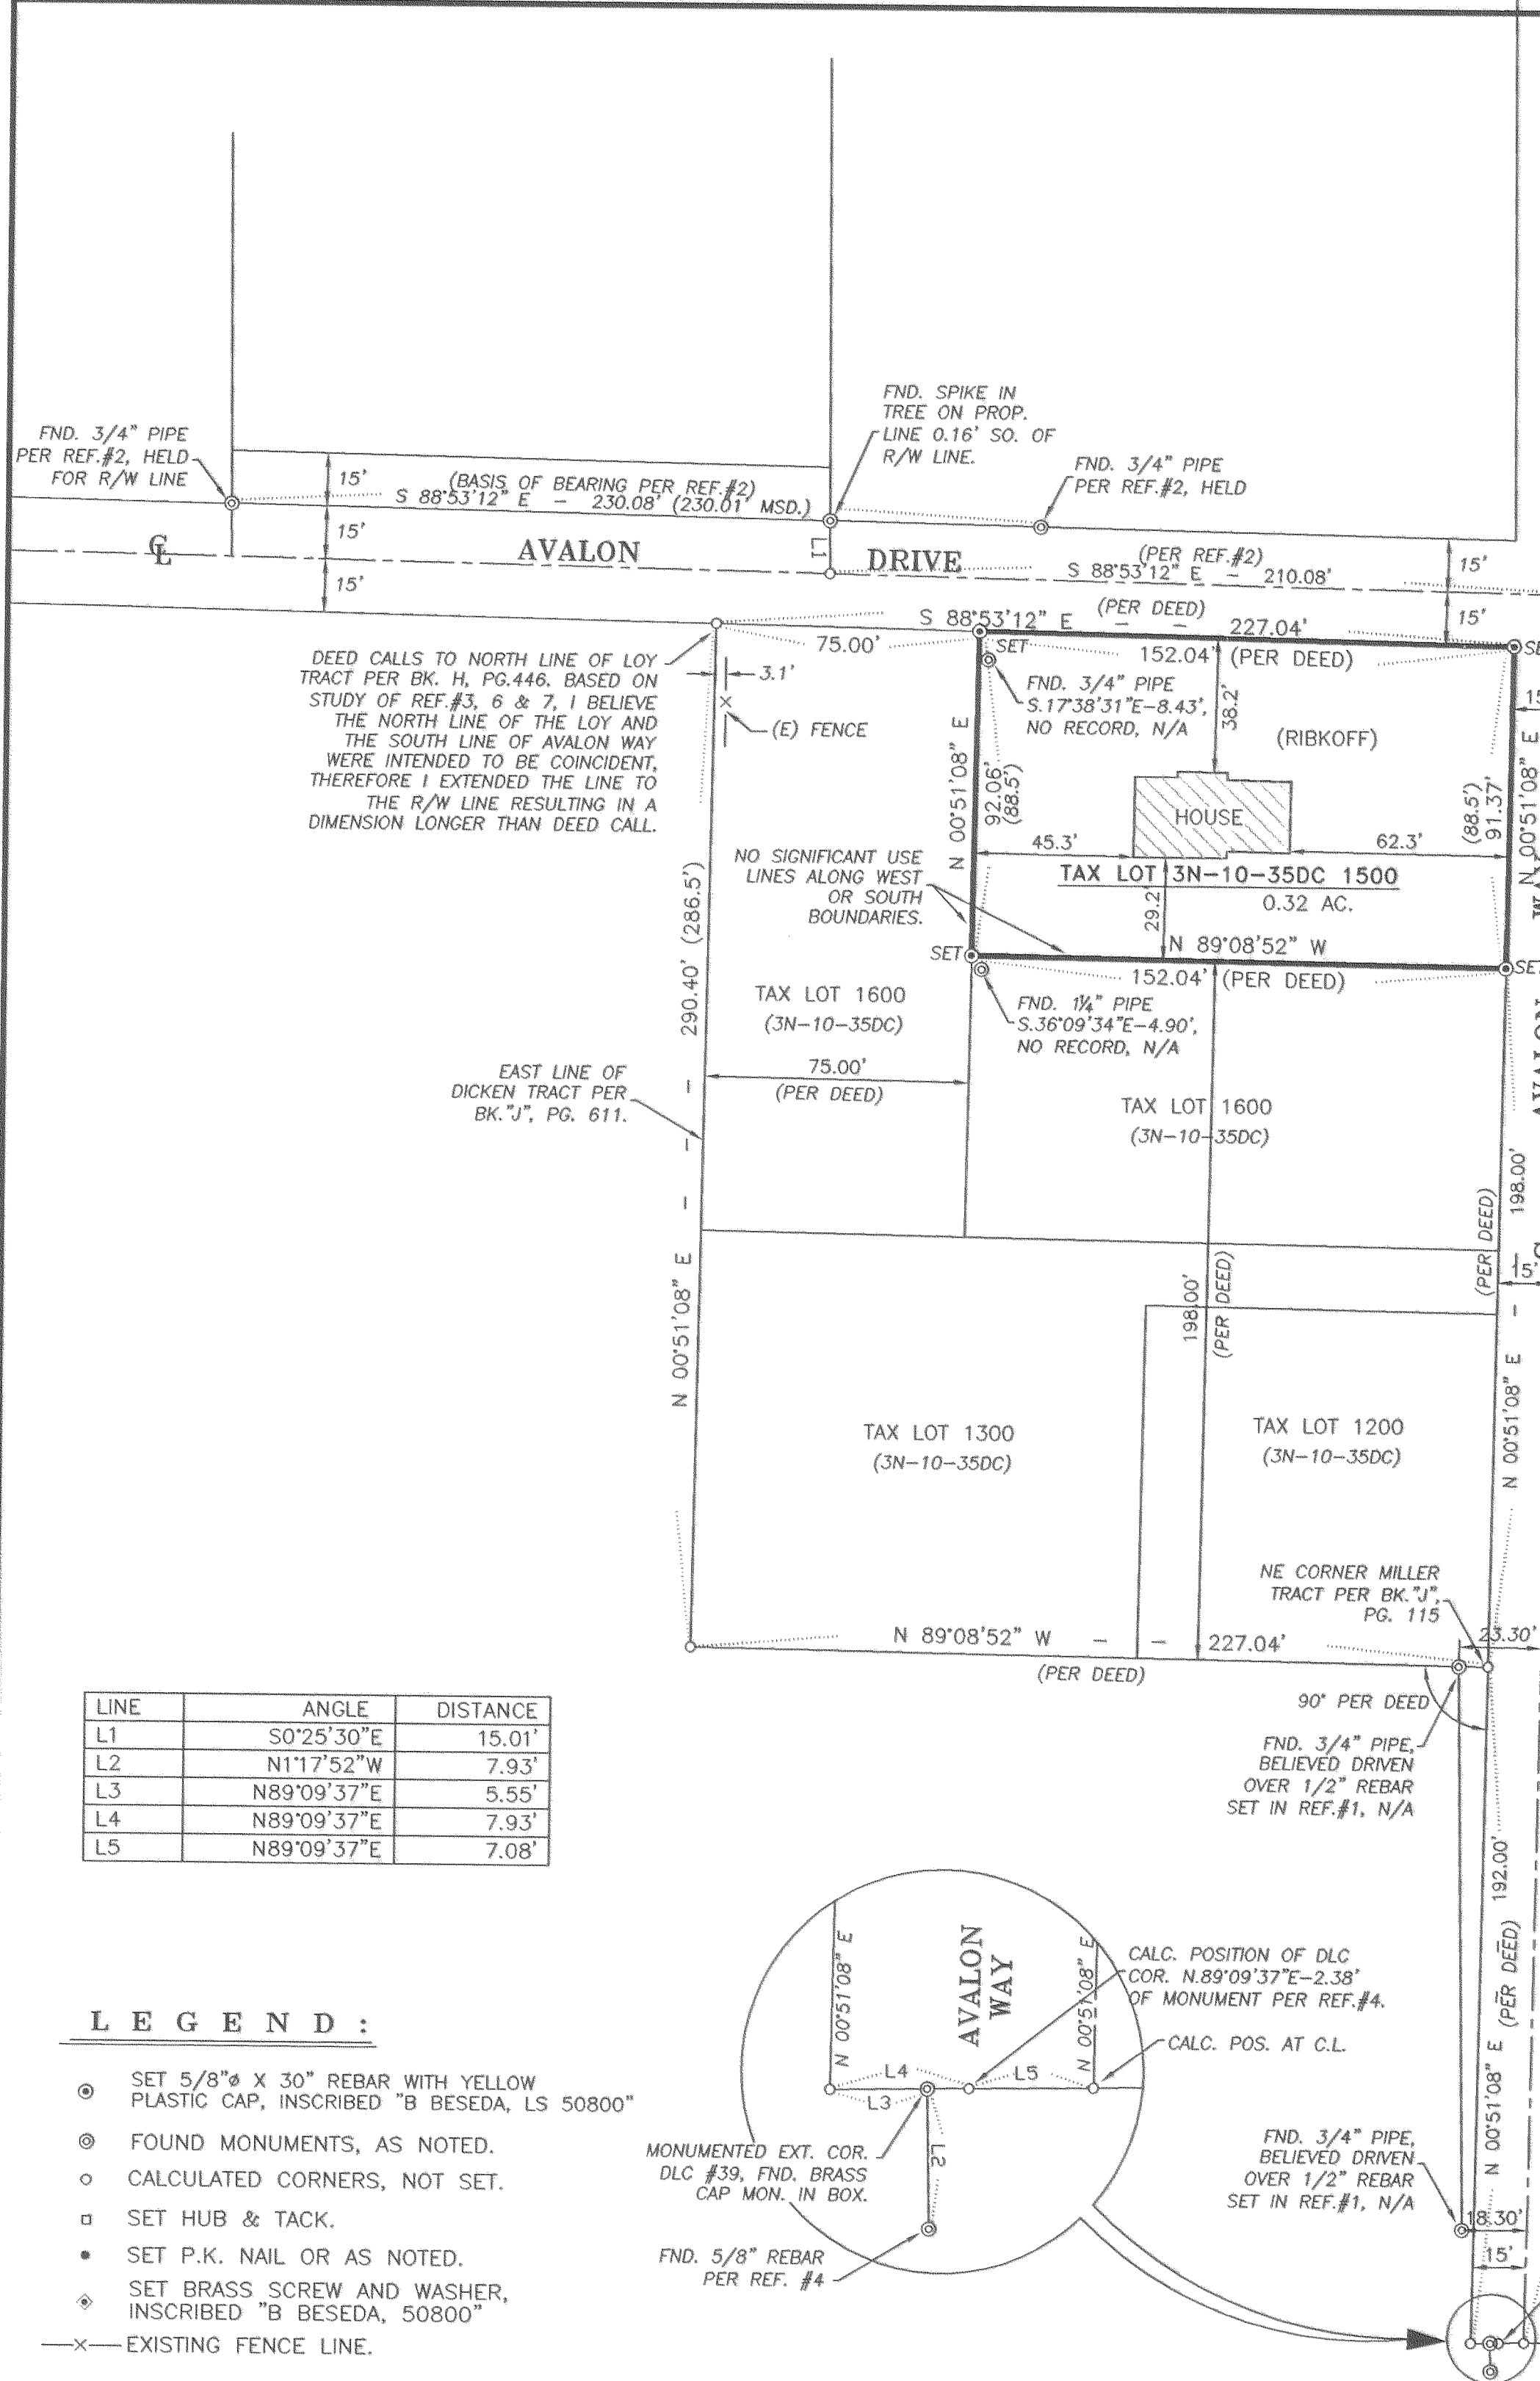 FND. 3/4" PIPE
PER REF.#2, HELD
FOR R/W LINE
15'
15'
15'
(BASIS OF BEARING PER REF.#2)
S 88°53'12" E - 230.08' (230.01' MSD.)
FND. SPIKE IN
TREE ON PROP.
LINE 0.16' SO. OF
R/W LINE.
FND. 3/4" PIPE
PER REF.#2, HELD
℄
AVALON
L1
DRIVE
(PER REF.#2)
S 88°53'12" E - 210.08'
15'
15'
S 88°53'12" E - - 227.04'
(PER DEED)
75.00'
SET
152.04' (PER DEED)
DEED CALLS TO NORTH LINE OF LOY
TRACT PER BK. H, PG.446. BASED ON
STUDY OF REF.#3, 6 & 7, I BELIEVE
THE NORTH LINE OF THE LOY AND
THE SOUTH LINE OF AVALON WAY
WERE INTENDED TO BE COINCIDENT,
THEREFORE I EXTENDED THE LINE TO
THE R/W LINE RESULTING IN A
DIMENSION LONGER THAN DEED CALL.
3.1'
(E) FENCE
FND. 3/4" PIPE
S.17°38'31"E-8.43',
NO RECORD, N/A
38.2'
(RIBKOFF)
N 00°51'08" E
92.06'
(88.5')
HOUSE
45.3'
62.3'
(88.5')
91.37'
N 00°51'08" E
NO SIGNIFICANT USE
LINES ALONG WEST
OR SOUTH
BOUNDARIES.
TAX LOT 3N-10-35DC 1500
0.32 AC.
29.2'
N 89°08'52" W
SET
SET
152.04' (PER DEED)
FND. 1¼" PIPE
S.36°09'34"E-4.90',
NO RECORD, N/A
TAX LOT 1600
(3N-10-35DC)
75.00'
(PER DEED)
N 00°51'08" E - - - 290.40' (286.5')
EAST LINE OF
DICKEN TRACT PER
BK."J", PG. 611.
TAX LOT 1600
(3N-10-35DC)
198.00'
(PER DEED)
N 00°51'08" E - 198.00'
(PER DEED)
15'
TAX LOT 1300
(3N-10-35DC)
TAX LOT 1200
(3N-10-35DC)
NE CORNER MILLER
TRACT PER BK."J",
PG. 115
23.30'
N 89°08'52" W - - 227.04'
(PER DEED)
90° PER DEED
FND. 3/4" PIPE,
BELIEVED DRIVEN
OVER 1/2" REBAR
SET IN REF.#1, N/A
LINE ANGLE DISTANCE
L1 S0°25'30"E 15.01'
L2 N1°17'52"W 7.93'
L3 N89°09'37"E 5.55'
L4 N89°09'37"E 7.93'
L5 N89°09'37"E 7.08'
N 00°51'08" E (PER DEED) 192.00'
LEGEND:
SET 5/8"ø X 30" REBAR WITH YELLOW
PLASTIC CAP, INSCRIBED "B BESEDA, LS 50800"
FOUND MONUMENTS, AS NOTED.
CALCULATED CORNERS, NOT SET.
SET HUB & TACK.
SET P.K. NAIL OR AS NOTED.
SET BRASS SCREW AND WASHER,
INSCRIBED "B BESEDA, 50800"
EXISTING FENCE LINE.
N 00°51'08" E
AVALON
WAY
N 00°51'08" E
L4
L5
L3
L2
CALC. POSITION OF DLC
COR. N.89°09'37"E-2.38'
OF MONUMENT PER REF.#4.
CALC. POS. AT C.L.
MONUMENTED EXT. COR.
DLC #39, FND. BRASS
CAP MON. IN BOX.
FND. 5/8" REBAR
PER REF. #4
FND. 3/4" PIPE,
BELIEVED DRIVEN
OVER 1/2" REBAR
SET IN REF.#1, N/A
18.30'
15'